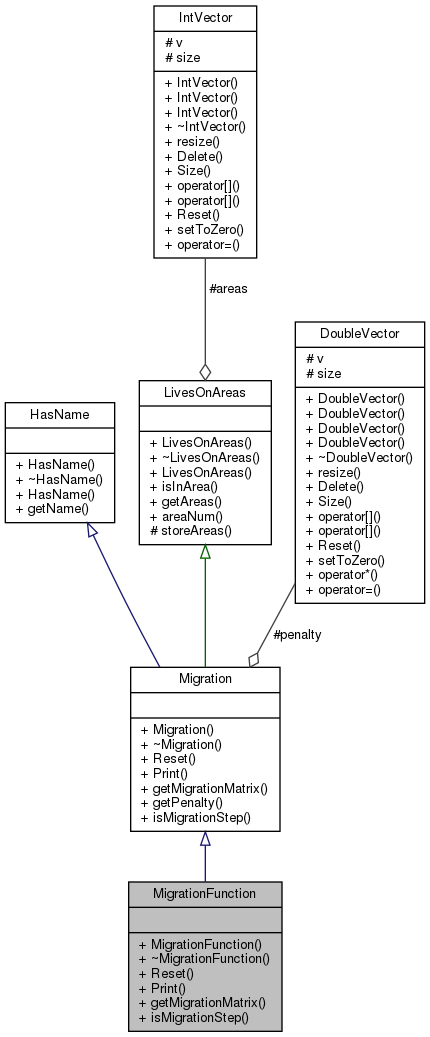 IntVector
# v
# size
+ IntVector()
+ IntVector()
+ IntVector()
+ ~IntVector()
+ resize()
+ Delete()
+ Size()
+ operator[]()
+ operator[]()
+ Reset()
+ setToZero()
+ operator=()
#areas
DoubleVector
# v
# size
+ DoubleVector()
+ DoubleVector()
+ DoubleVector()
+ DoubleVector()
+ ~DoubleVector()
+ resize()
+ Delete()
+ Size()
+ operator[]()
+ operator[]()
+ Reset()
+ setToZero()
+ operator*()
+ operator=()
LivesOnAreas
+ LivesOnAreas()
+ ~LivesOnAreas()
+ LivesOnAreas()
+ isInArea()
+ getAreas()
+ areaNum()
# storeAreas()
HasName
+ HasName()
+ ~HasName()
+ HasName()
+ getName()
#penalty
Migration
+ Migration()
+ ~Migration()
+ Reset()
+ Print()
+ getMigrationMatrix()
+ getPenalty()
+ isMigrationStep()
MigrationFunction
+ MigrationFunction()
+ ~MigrationFunction()
+ Reset()
+ Print()
+ getMigrationMatrix()
+ isMigrationStep()